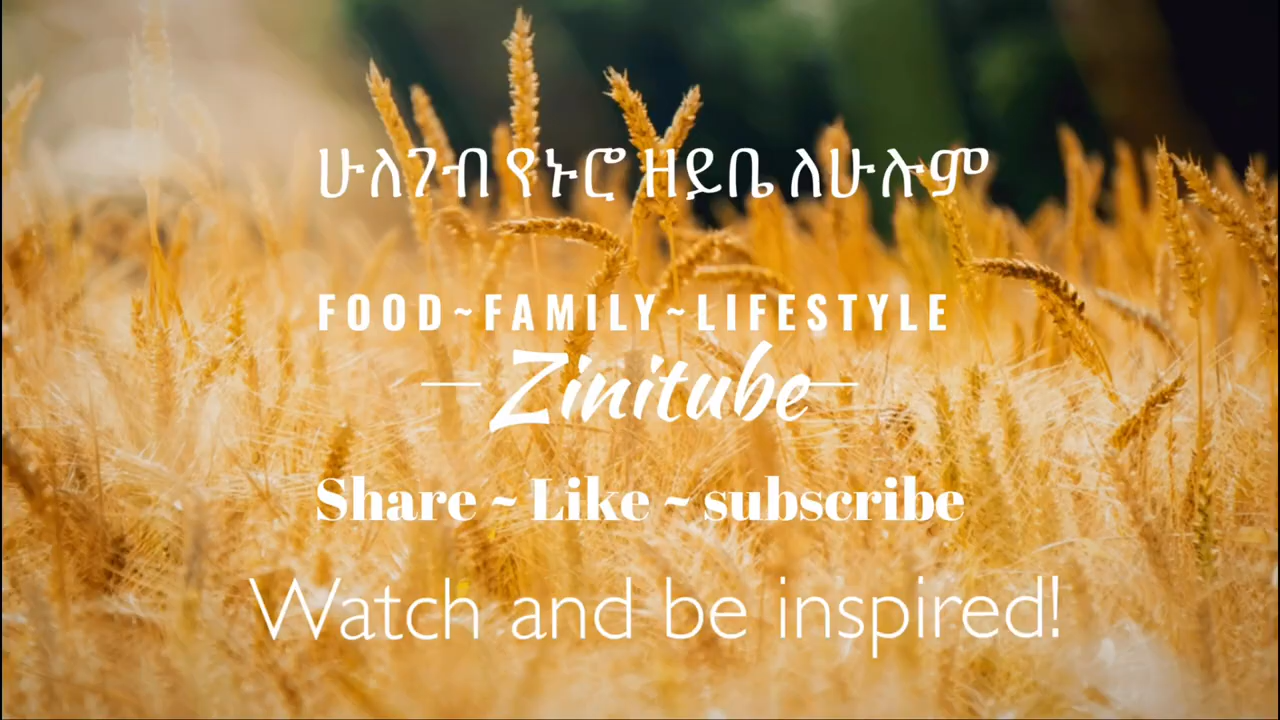 ሁለገብ የኑሮ ዘይቤ ለሁሉም
FOOD~FAMILY~LIFESTYLE
Zinitube
Share ~ Like ~ subscribe
Watch and be inspired!